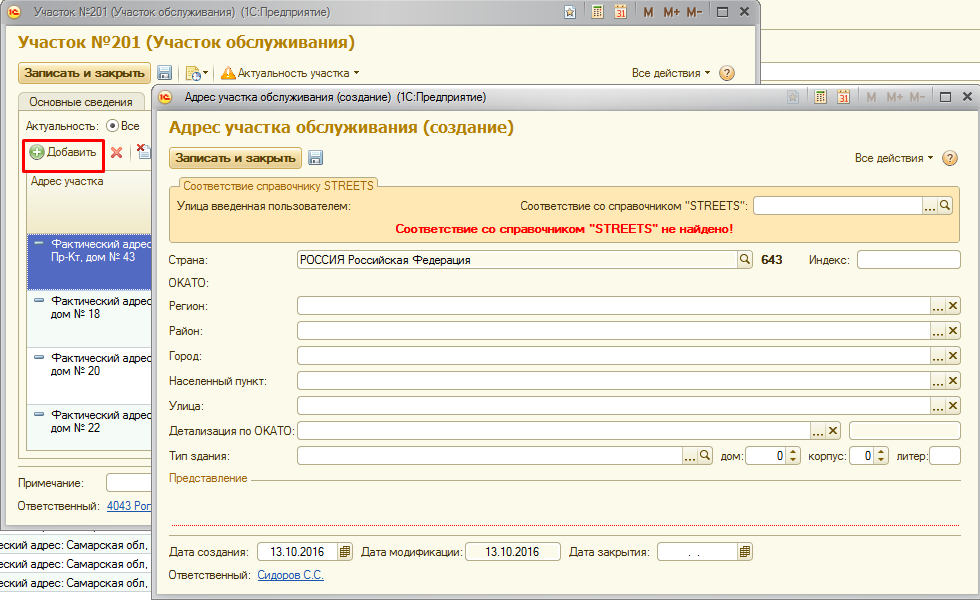 Участок №201 (Участок обслуживания) (1С:Предприятие)
31 M M+ M-
Участок №201 (Участок обслуживания)
Записать и закрыть
Актуальность участка
Все действия
?
Основные сведения
Актуальность: Все
Добавить
Адрес участка
Фактический адрес
Пр-Кт, дом № 43
Фактический адрес
дом № 18
Фактический адрес
дом № 20
Фактический адрес
дом № 22
Примечание:
Ответственный: 4043 Рог
еский адрес: Самарская обл,
еский адрес: Самарская обл,
еский адрес: Самарская обл,
Адрес участка обслуживания (создание) (1С:Предприятие)
31 M M+ M-
Адрес участка обслуживания (создание)
Записать и закрыть
Все действия
?
Соответствие справочнику STREETS
Улица введенная пользователем:
Соответствие со справочником "STREETS": ...
Соответствие со справочником "STREETS" не найдено!
Страна: РОССИЯ Российская Федерация 643 Индекс:
ОКАТО:
Регион: ...
Район: ...
Город: ...
Населенный пункт: ...
Улица: ...
Детализация по ОКАТО: ...
Тип здания: ... дом: 0 корпус: 0 литер:
Представление
Дата создания: 13.10.2016 Дата модификации: 13.10.2016 Дата закрытия: . .
Ответственный: Сидоров С.С.